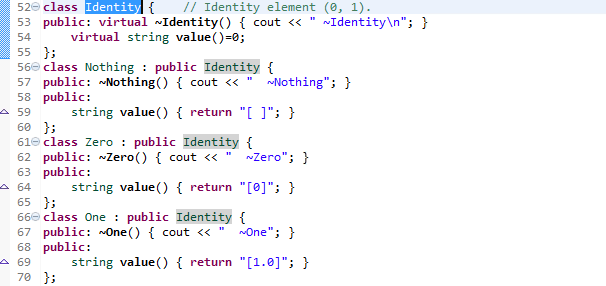 52 class Identity {    // Identity element (0, 1).
53 public: virtual ~Identity() { cout << " ~Identity\n"; }
54     virtual string value()=0;
55 };
56 class Nothing : public Identity {
57 public: ~Nothing() { cout << "  ~Nothing"; }
58 public:
59     string value() { return "[ ]"; }
60 };
61 class Zero : public Identity {
62 public: ~Zero() { cout << "  ~Zero"; }
63 public:
64     string value() { return "[0]"; }
65 };
66 class One : public Identity {
67 public: ~One() { cout << "  ~One"; }
68 public:
69     string value() { return "[1.0]"; }
70 };